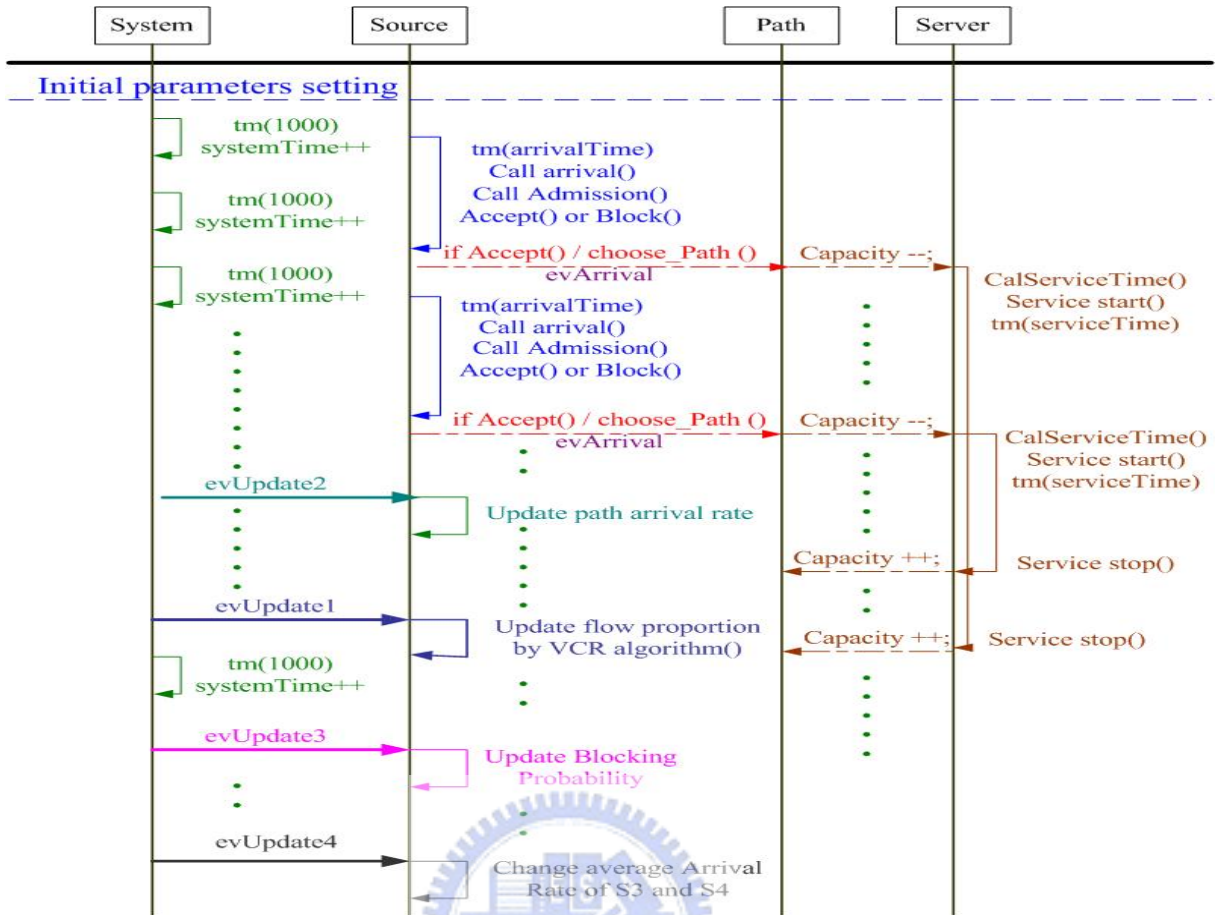 System
Source
Path
Server
Initial parameters setting
tm(1000)
systemTime++
tm(arrivalTime)
Call arrival()
Call Admission()
Accept() or Block()
tm(1000)
systemTime++
if Accept() / choose_Path ()
evArrival
Capacity --;
CalServiceTime()
Service start()
tm(serviceTime)
tm(1000)
systemTime++
tm(arrivalTime)
Call arrival()
Call Admission()
Accept() or Block()
if Accept() / choose_Path ()
evArrival
Capacity --;
CalServiceTime()
Service start()
tm(serviceTime)
evUpdate2
Update path arrival rate
Capacity ++;
Service stop()
evUpdate1
Update flow proportion
by VCR algorithm()
Capacity ++;
Service stop()
tm(1000)
systemTime++
evUpdate3
Update Blocking
Probability
evUpdate4
Change average Arrival
Rate of S3 and S4